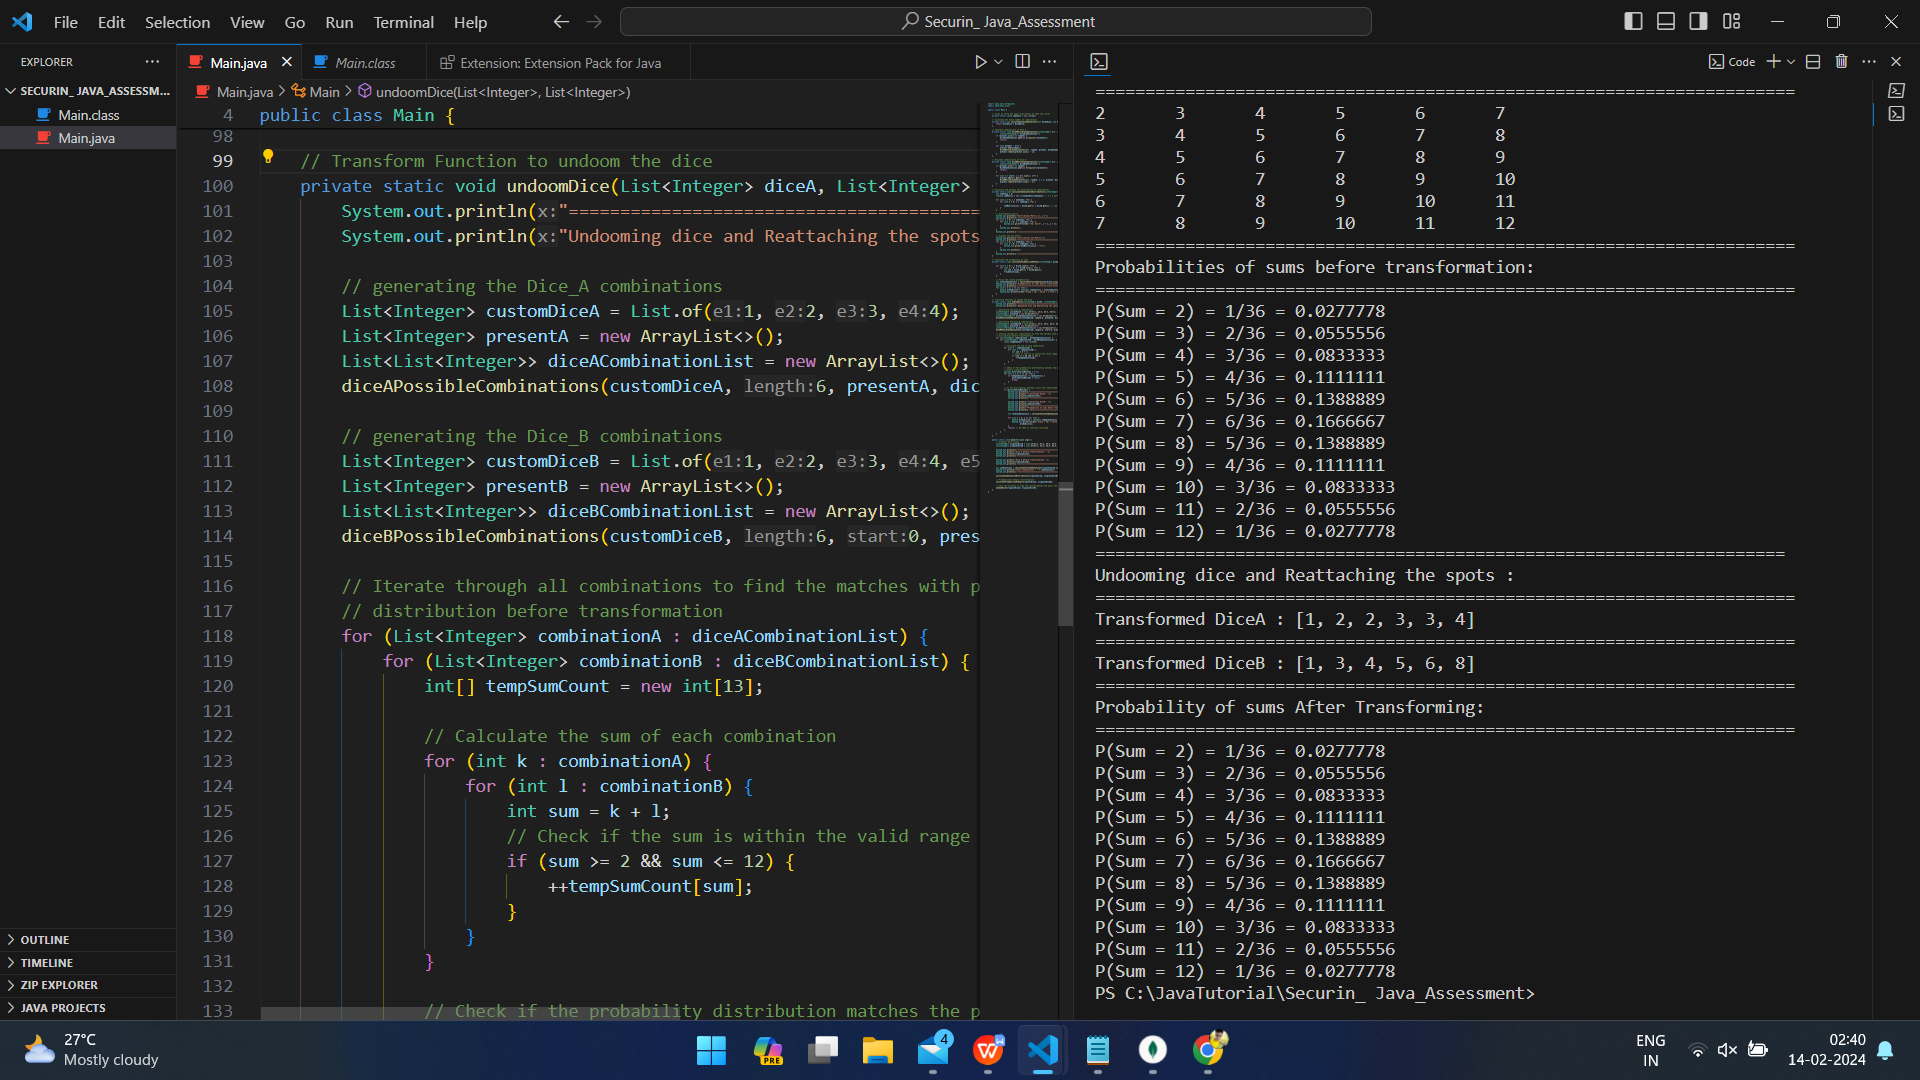 File Edit Selection View Go Run Terminal Help
Securin_ Java_Assessment
EXPLORER
SECURIN_ JAVA_ASSESSM...
Main.class
Main.java
OUTLINE
TIMELINE
ZIP EXPLORER
JAVA PROJECTS
Main.java Main.class Extension: Extension Pack for Java
Main.java > Main > undoomDice(List<Integer>, List<Integer>)
4 public class Main {
98
99 // Transform Function to undoom the dice
100 private static void undoomDice(List<Integer> diceA, List<Integer>
101 System.out.println(x:"========================================
102 System.out.println(x:"Undooming dice and Reattaching the spots
103
104 // generating the Dice_A combinations
105 List<Integer> customDiceA = List.of(e1:1, e2:2, e3:3, e4:4);
106 List<Integer> presentA = new ArrayList<>();
107 List<List<Integer>> diceACombinationList = new ArrayList<>();
108 diceAPossibleCombinations(customDiceA, length:6, presentA, dic
109
110 // generating the Dice_B combinations
111 List<Integer> customDiceB = List.of(e1:1, e2:2, e3:3, e4:4, e5
112 List<Integer> presentB = new ArrayList<>();
113 List<List<Integer>> diceBCombinationList = new ArrayList<>();
114 diceBPossibleCombinations(customDiceB, length:6, start:0, pres
115
116 // Iterate through all combinations to find the matches with p
117 // distribution before transformation
118 for (List<Integer> combinationA : diceACombinationList) {
119 for (List<Integer> combinationB : diceBCombinationList) {
120 int[] tempSumCount = new int[13];
121
122 // Calculate the sum of each combination
123 for (int k : combinationA) {
124 for (int l : combinationB) {
125 int sum = k + l;
126 // Check if the sum is within the valid range
127 if (sum >= 2 && sum <= 12) {
128 ++tempSumCount[sum];
129 }
130 }
131 }
132
133 // Check if the probability distribution matches the p
Code
======================================================================
2 3 4 5 6 7
3 4 5 6 7 8
4 5 6 7 8 9
5 6 7 8 9 10
6 7 8 9 10 11
7 8 9 10 11 12
======================================================================
Probabilities of sums before transformation:
======================================================================
P(Sum = 2) = 1/36 = 0.0277778
P(Sum = 3) = 2/36 = 0.0555556
P(Sum = 4) = 3/36 = 0.0833333
P(Sum = 5) = 4/36 = 0.1111111
P(Sum = 6) = 5/36 = 0.1388889
P(Sum = 7) = 6/36 = 0.1666667
P(Sum = 8) = 5/36 = 0.1388889
P(Sum = 9) = 4/36 = 0.1111111
P(Sum = 10) = 3/36 = 0.0833333
P(Sum = 11) = 2/36 = 0.0555556
P(Sum = 12) = 1/36 = 0.0277778
=====================================================================
Undooming dice and Reattaching the spots :
======================================================================
Transformed DiceA : [1, 2, 2, 3, 3, 4]
======================================================================
Transformed DiceB : [1, 3, 4, 5, 6, 8]
======================================================================
Probability of sums After Transforming:
======================================================================
P(Sum = 2) = 1/36 = 0.0277778
P(Sum = 3) = 2/36 = 0.0555556
P(Sum = 4) = 3/36 = 0.0833333
P(Sum = 5) = 4/36 = 0.1111111
P(Sum = 6) = 5/36 = 0.1388889
P(Sum = 7) = 6/36 = 0.1666667
P(Sum = 8) = 5/36 = 0.1388889
P(Sum = 9) = 4/36 = 0.1111111
P(Sum = 10) = 3/36 = 0.0833333
P(Sum = 11) = 2/36 = 0.0555556
P(Sum = 12) = 1/36 = 0.0277778
PS C:\JavaTutorial\Securin_ Java_Assessment>
27°C
Mostly cloudy
PRE
4
W
ENG
IN
02:40
14-02-2024